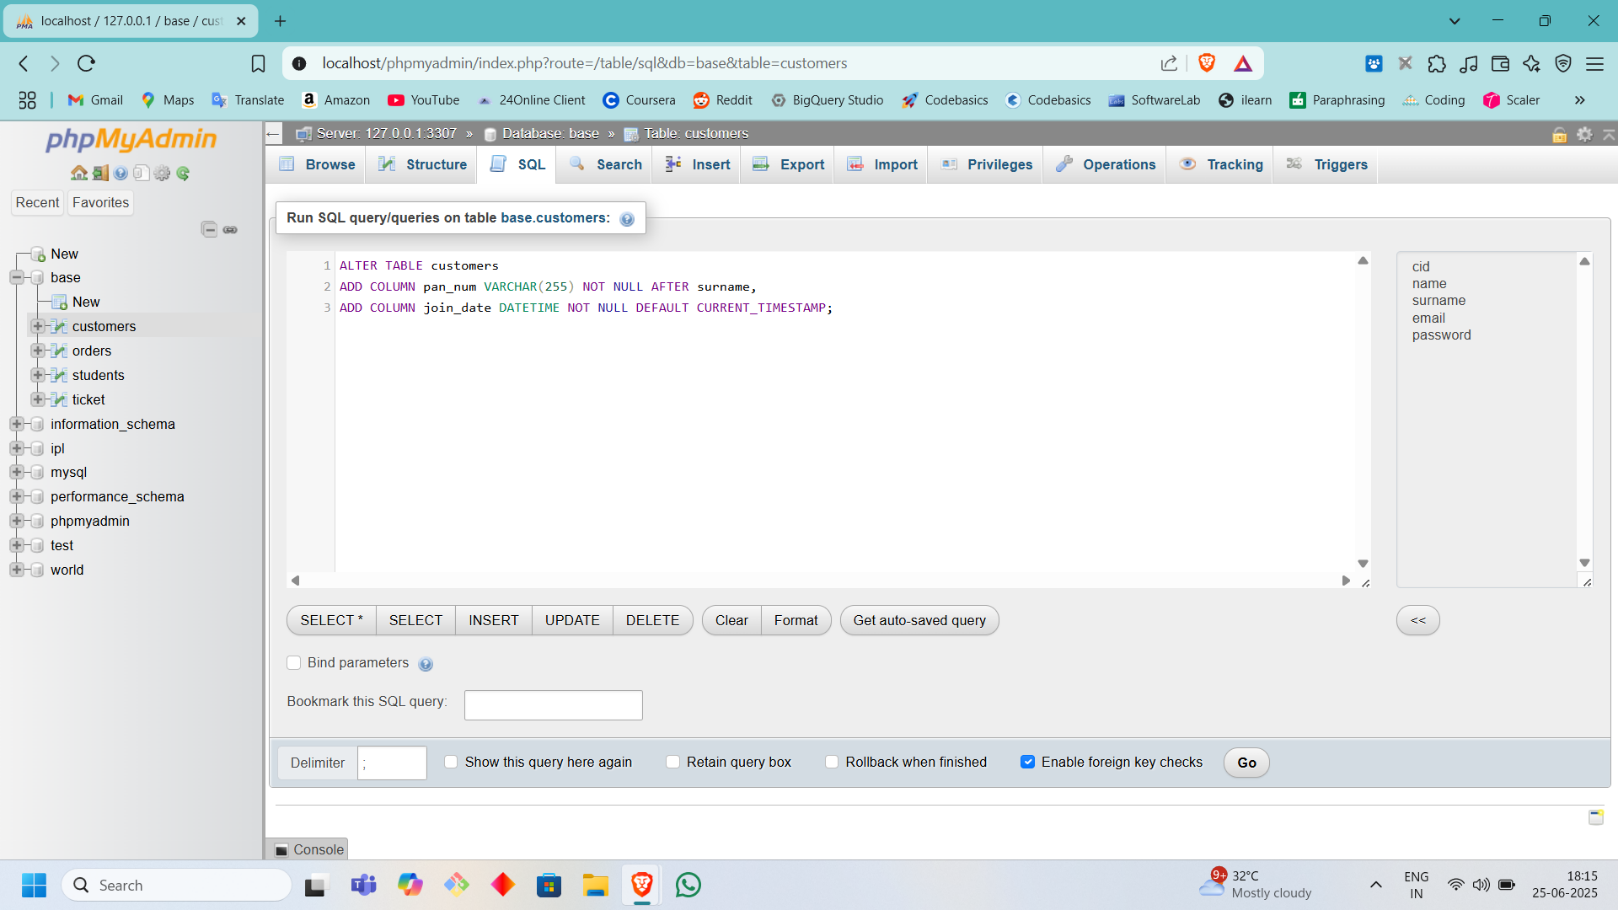 localhost / 127.0.0.1 / base / cust
localhost/phpmyadmin/index.php?route=/table/sql&db=base&table=customers
Gmail Maps Translate Amazon YouTube 24Online Client Coursera Reddit BigQuery Studio Codebasics Codebasics SoftwareLab ilearn Paraphrasing Coding Scaler »
phpMyAdmin
Recent Favorites
New
base
New
customers
orders
students
ticket
information_schema
ipl
mysql
performance_schema
phpmyadmin
test
world
Server: 127.0.0.1:3307 » Database: base » Table: customers
Browse Structure SQL Search Insert Export Import Privileges Operations Tracking Triggers
Run SQL query/queries on table base.customers:
1 ALTER TABLE customers
2 ADD COLUMN pan_num VARCHAR(255) NOT NULL AFTER surname,
3 ADD COLUMN join_date DATETIME NOT NULL DEFAULT CURRENT_TIMESTAMP;
cid
name
surname
email
password
SELECT * SELECT INSERT UPDATE DELETE Clear Format Get auto-saved query <<
Bind parameters
Bookmark this SQL query:
Delimiter ; Show this query here again Retain query box Rollback when finished Enable foreign key checks Go
Console
Search
9+ 32°C
Mostly cloudy
ENG
IN
18:15
25-06-2025